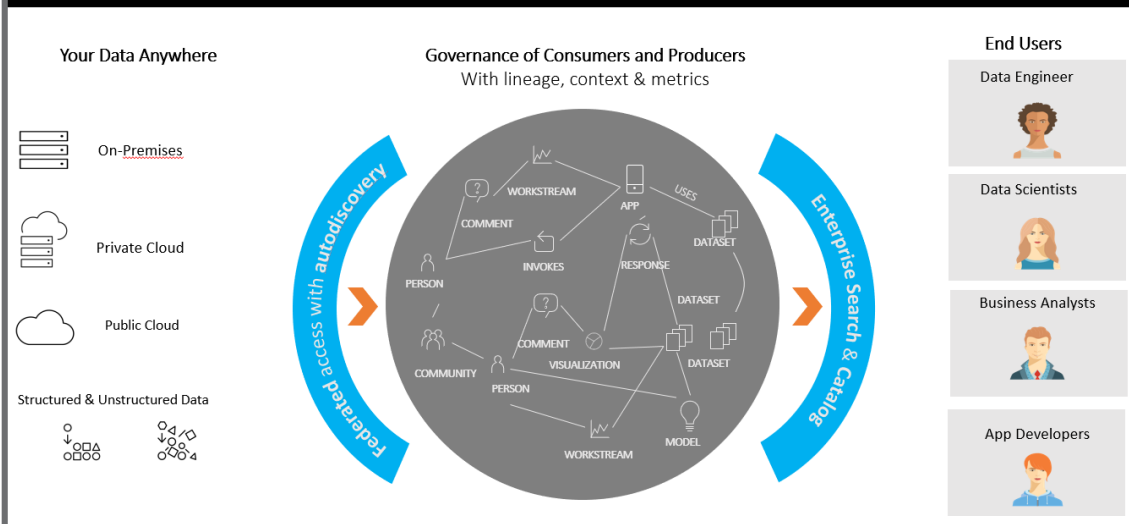 Your Data Anywhere
On-Premises
Private Cloud
Public Cloud
Structured & Unstructured Data
Governance of Consumers and Producers
With lineage, context & metrics
Federated access with autodiscovery
WORKSTREAM
COMMENT
APP
USES
DATASET
INVOKES
RESPONSE
PERSON
DATASET
COMMENT
VISUALIZATION
DATASET
COMMUNITY
PERSON
MODEL
WORKSTREAM
Enterprise Search & Catalog
End Users
Data Engineer
Data Scientists
Business Analysts
App Developers